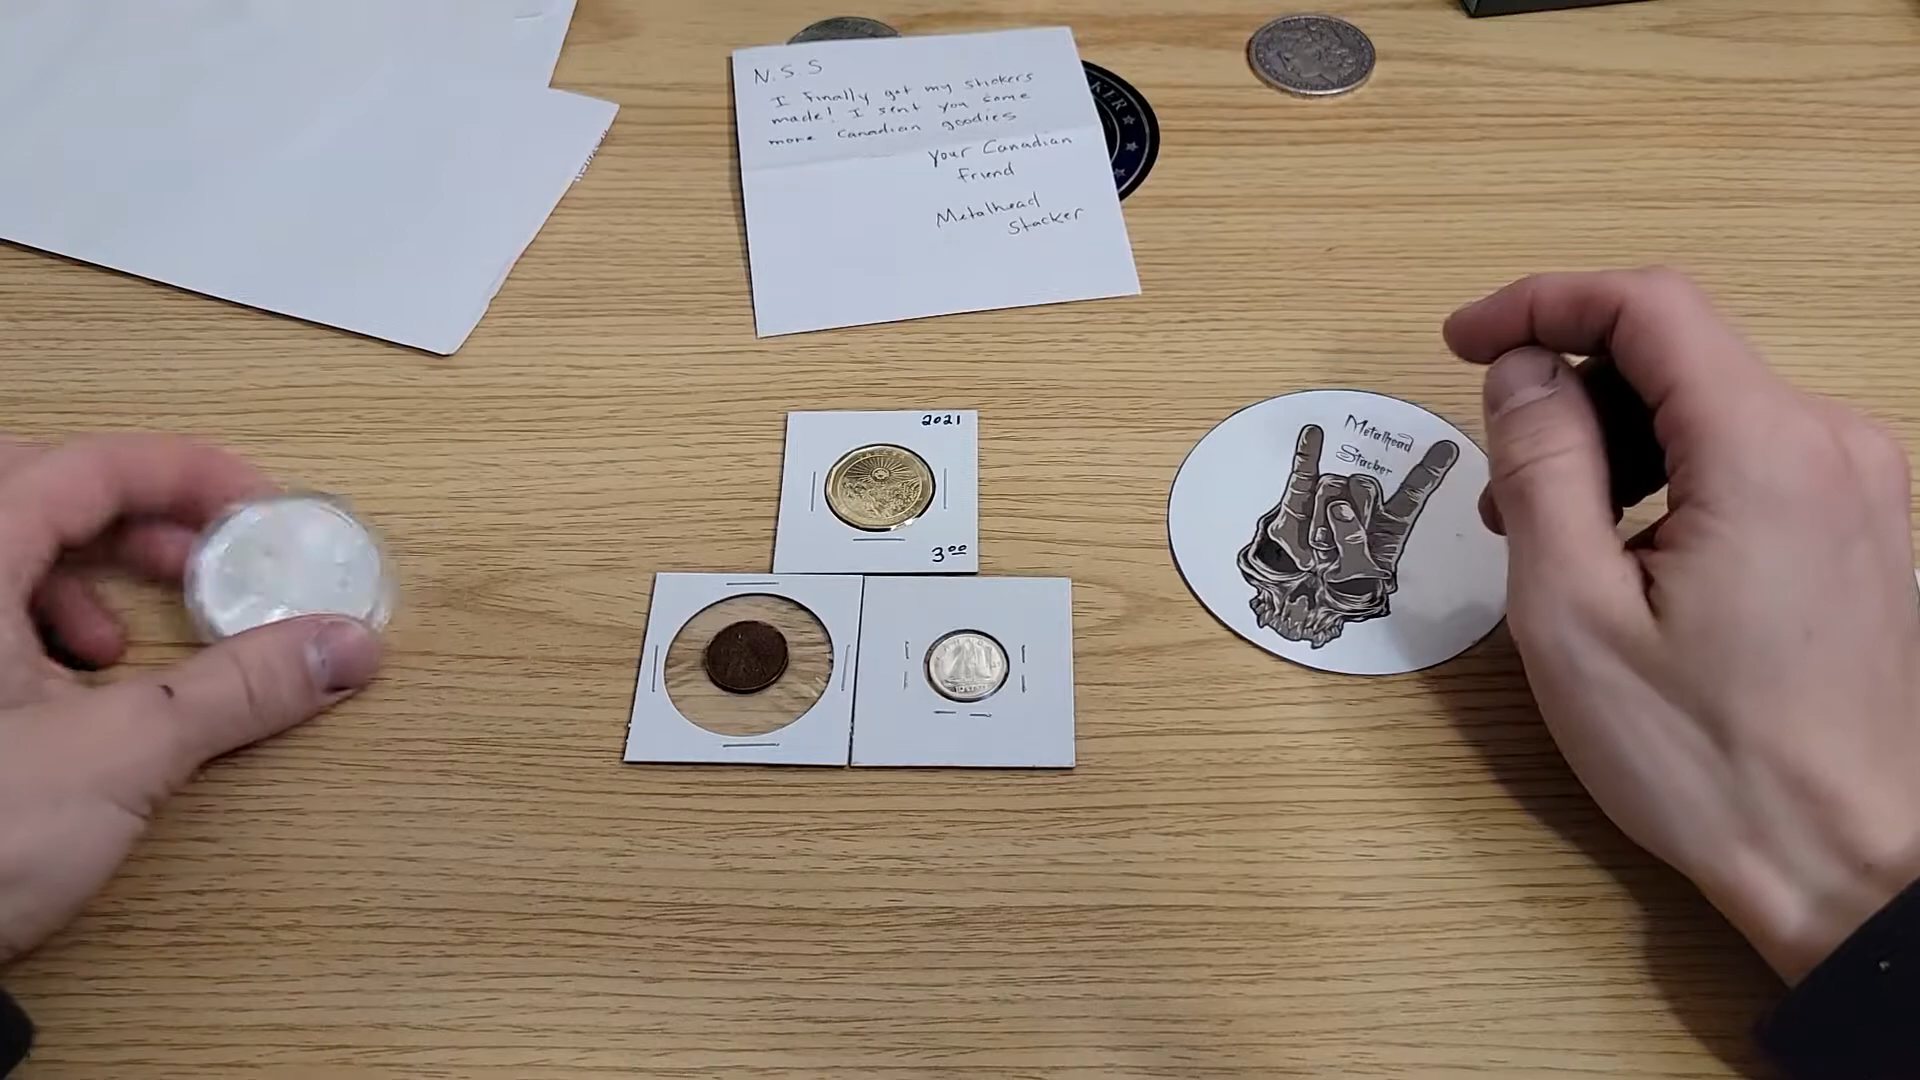 N.S.S
I finally got my stickers
made! I sent you some
more Canadian goodies
Your Canadian
Friend
Metalhead
Stacker
KER
2021
3.00
Metalhead
Stacker